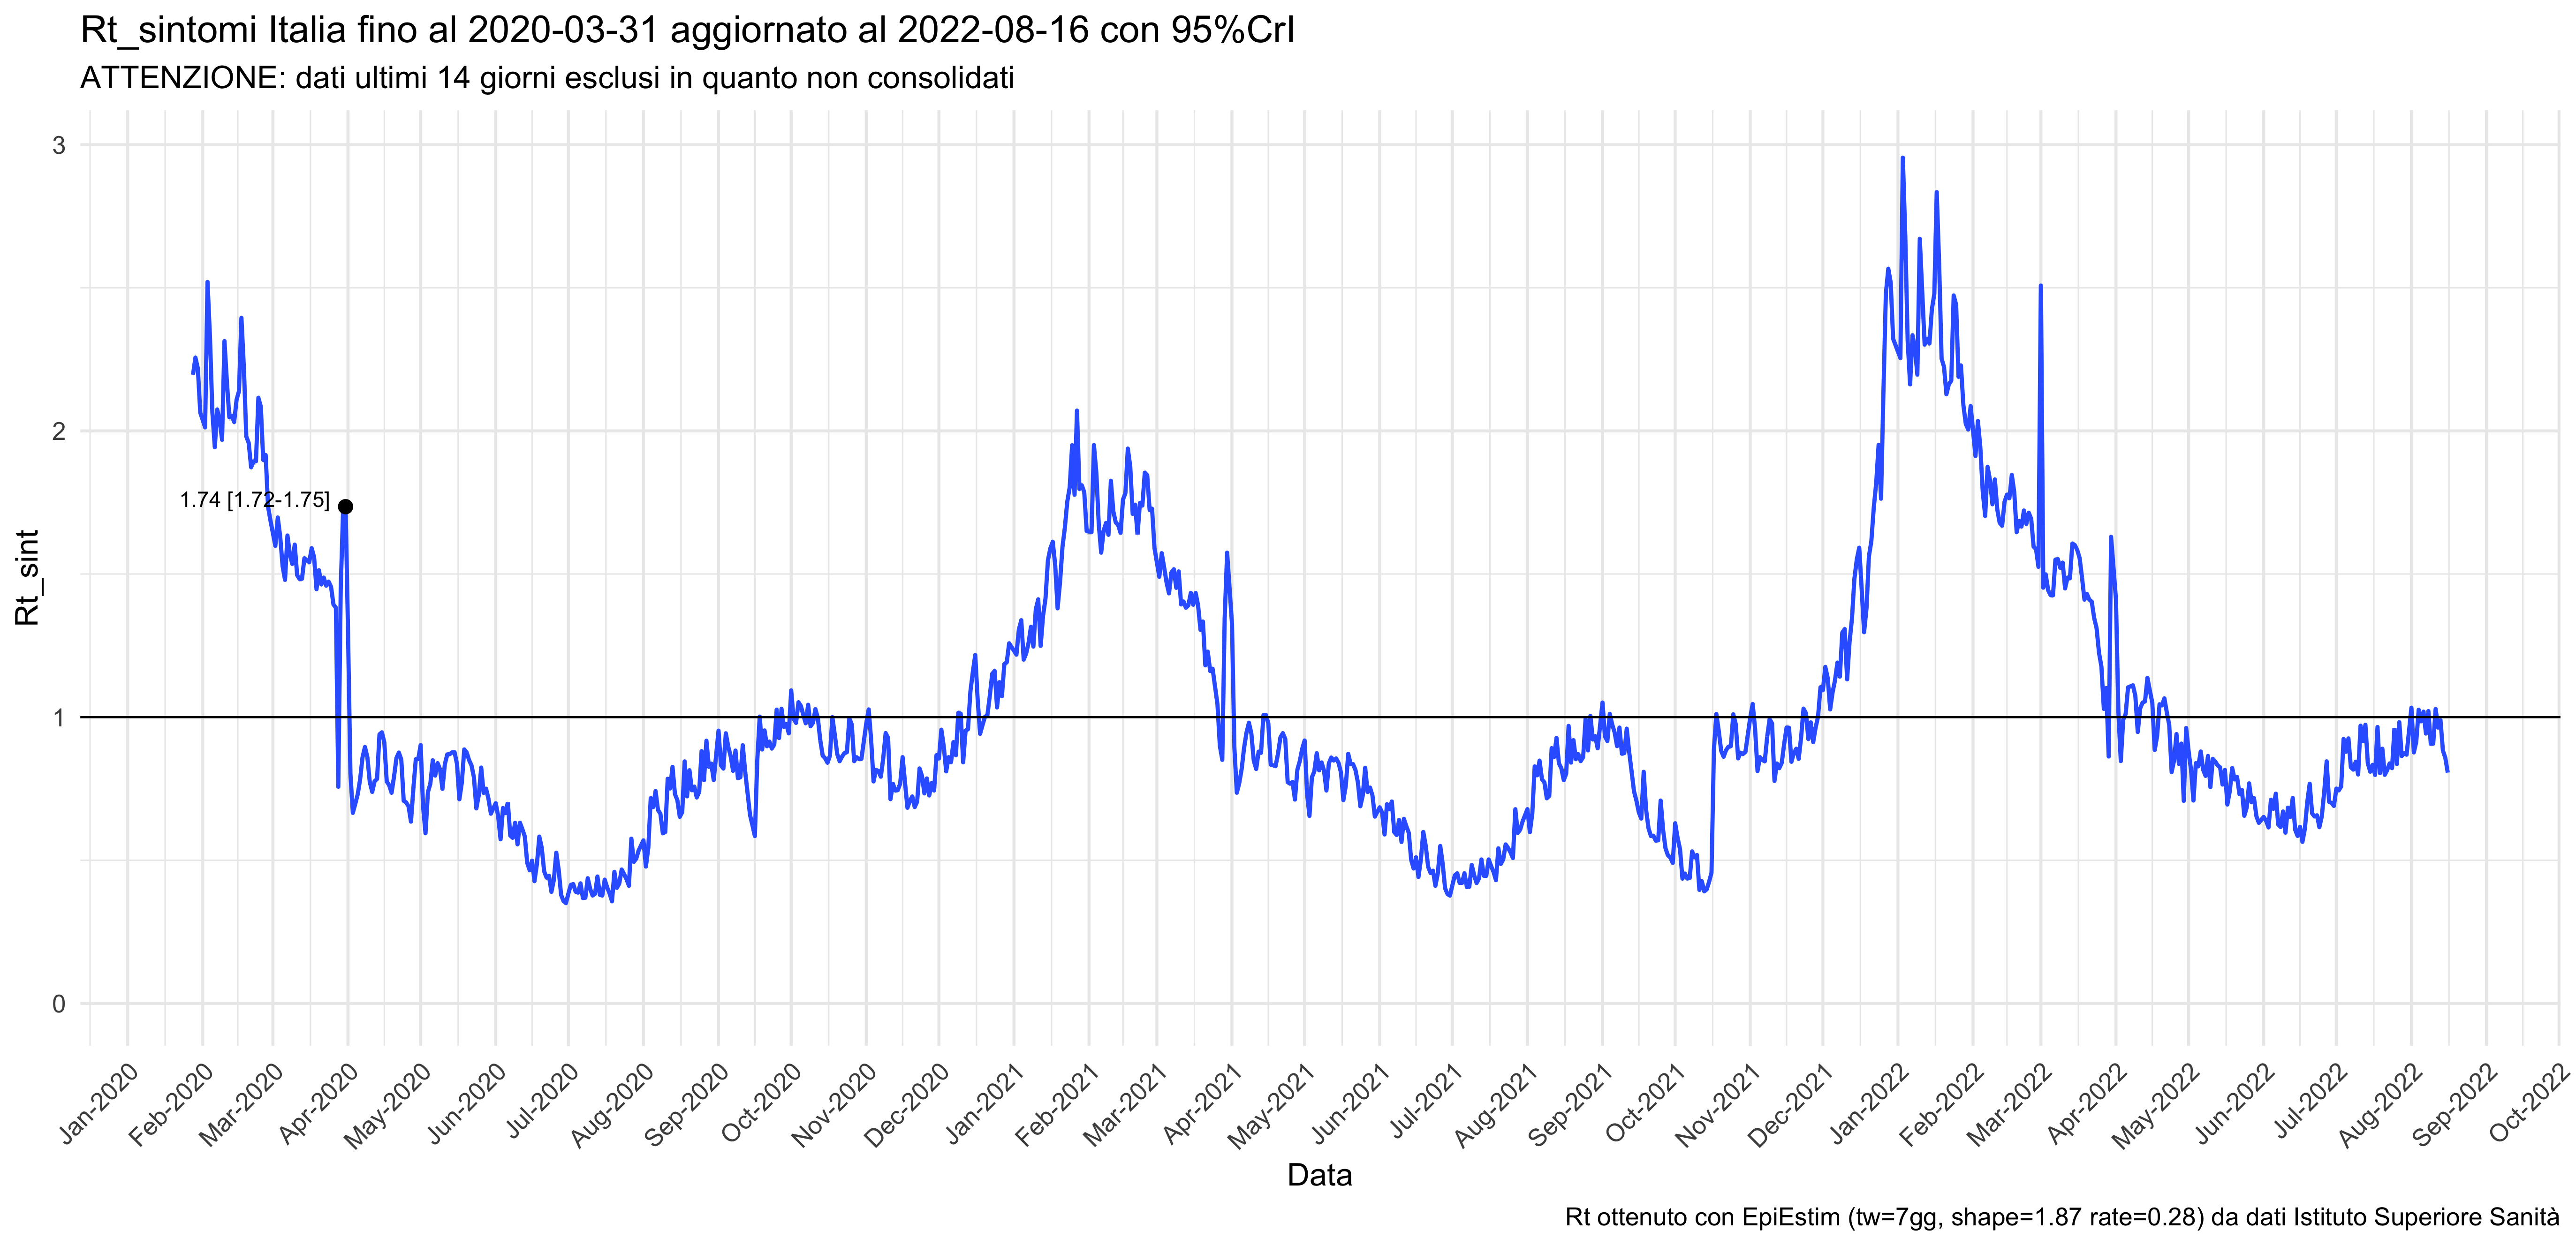 Rt_sintomi Italia fino al 2020-03-31 aggiornato al 2022-08-16 con 95%CrI
ATTENZIONE: dati ultimi 14 giorni esclusi in quanto non consolidati
3
2
1
0
Rt_sint
1.74 [1.72-1.75]
Jan-2020
Feb-2020
Mar-2020
Apr-2020
May-2020
Jun-2020
Jul-2020
Aug-2020
Sep-2020
Oct-2020
Nov-2020
Dec-2020
Jan-2021
Feb-2021
Mar-2021
Apr-2021
May-2021
Jun-2021
Jul-2021
Aug-2021
Sep-2021
Oct-2021
Nov-2021
Dec-2021
Jan-2022
Feb-2022
Mar-2022
Apr-2022
May-2022
Jun-2022
Jul-2022
Aug-2022
Sep-2022
Oct-2022
Data
Rt ottenuto con EpiEstim (tw=7gg, shape=1.87 rate=0.28) da dati Istituto Superiore Sanità